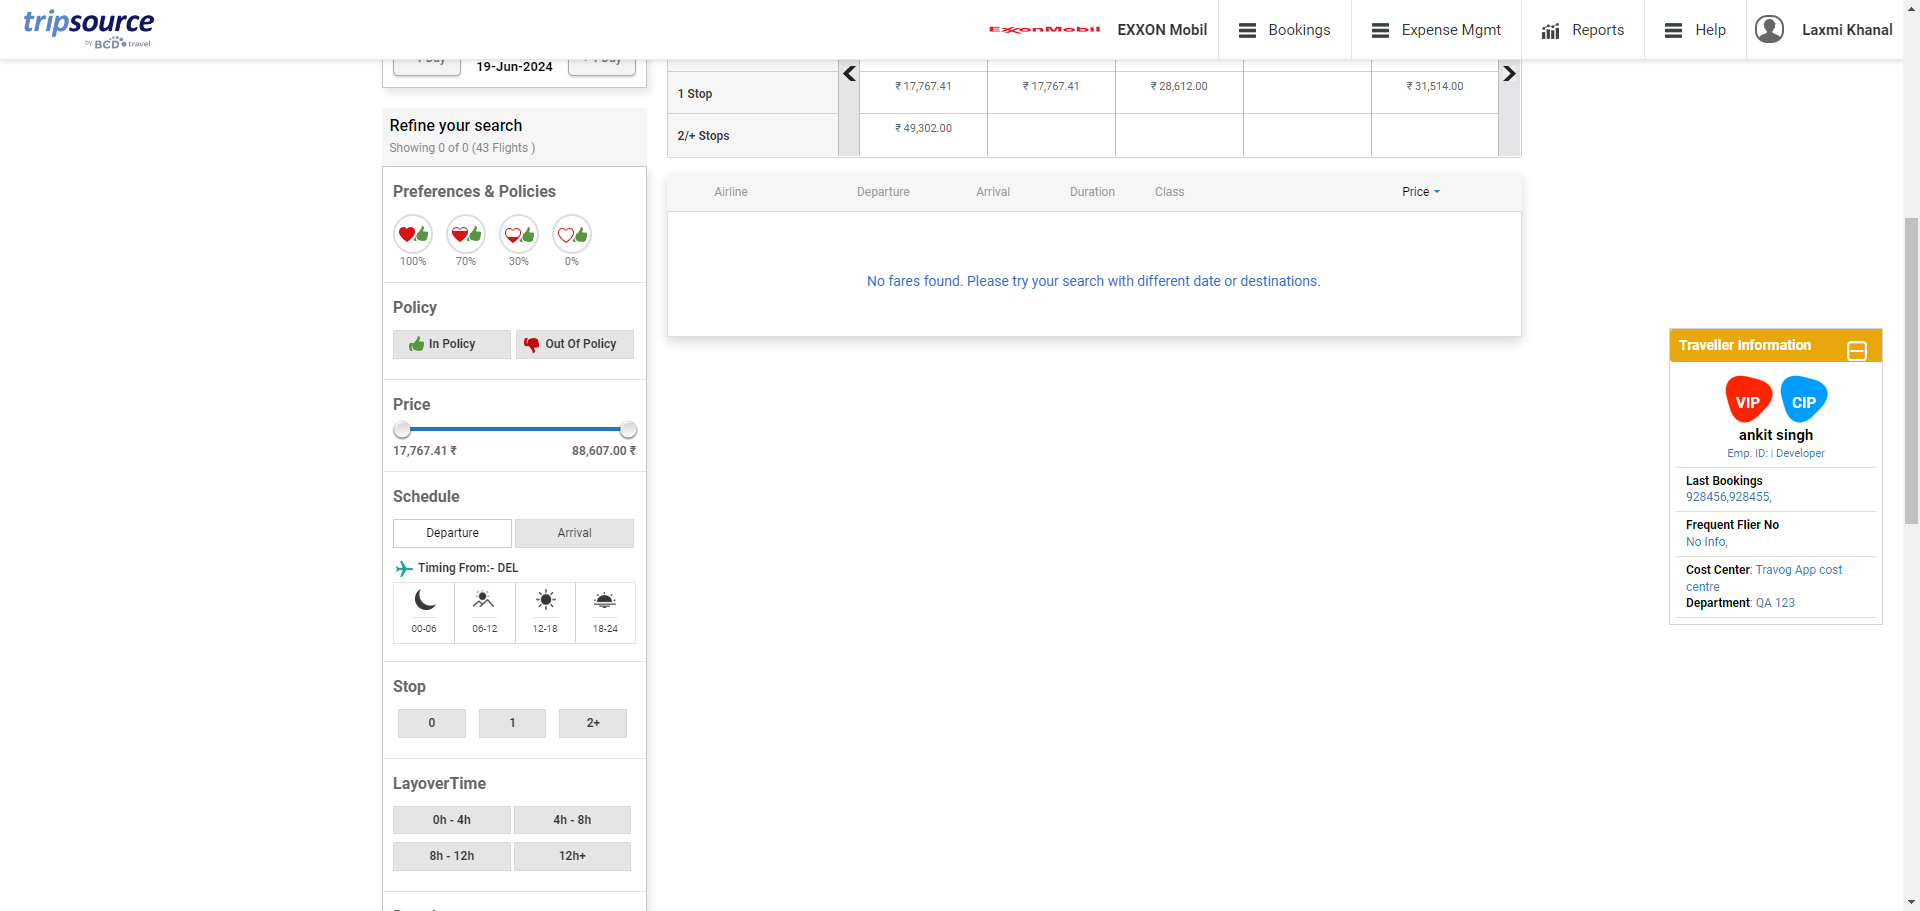 tripsource
by BCD travel
ExxonMobil
EXXON Mobil
Bookings
Expense Mgmt
Reports
Help
Laxmi Khanal
19-Jun-2024
1 Stop
₹ 17,767.41
₹ 17,767.41
₹ 28,612.00
₹ 31,514.00
2/+ Stops
₹ 49,302.00
Refine your search
Showing 0 of 0 (43 Flights )
Airline
Departure
Arrival
Duration
Class
Price
No fares found. Please try your search with different date or destinations.
Preferences & Policies
100%
70%
30%
0%
Policy
In Policy
Out Of Policy
Price
17,767.41 ₹
88,607.00 ₹
Schedule
Departure
Arrival
Timing From:- DEL
00-06
06-12
12-18
18-24
Stop
0
1
2+
LayoverTime
0h - 4h
4h - 8h
8h - 12h
12h+
Traveller Information
VIP
CIP
ankit singh
Emp. ID: | Developer
Last Bookings
928456,928455,
Frequent Flier No
No Info,
Cost Center: Travog App cost
centre
Department: QA 123